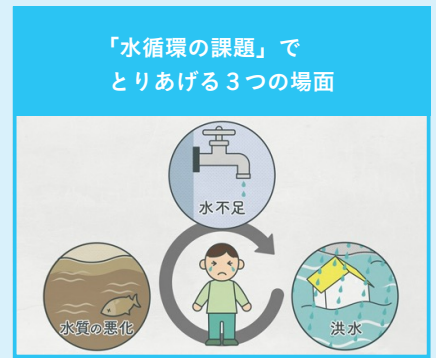 「水循環の課題」で
とりあげる３つの場面
水不足
水質の悪化
洪水